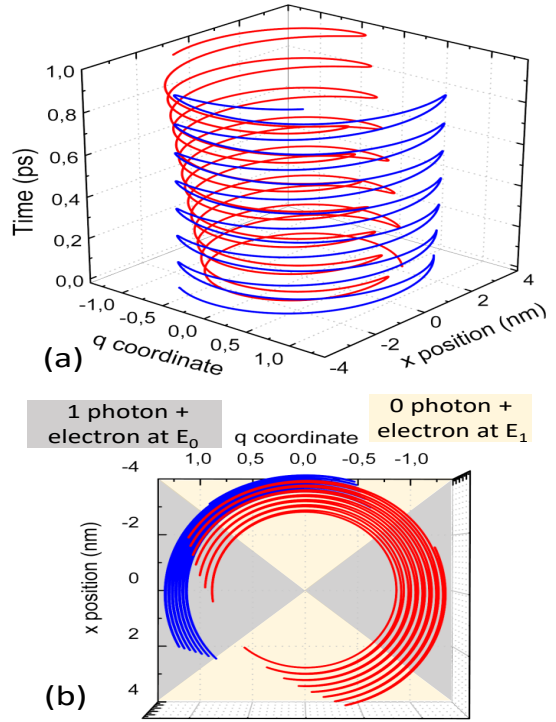 1,0
0,8
0,6
0,4
0,2
0,0
Time (ps)
-1,0
-0,5
0,0
0,5
1,0
q coordinate
-4
-2
0
2
4
x position (nm)
(a)
1 photon +
electron at E0
q coordinate
0 photon +
electron at E1
1,0 0,5 0,0 -0,5 -1,0
-4
-2
0
2
4
x position (nm)
(b)